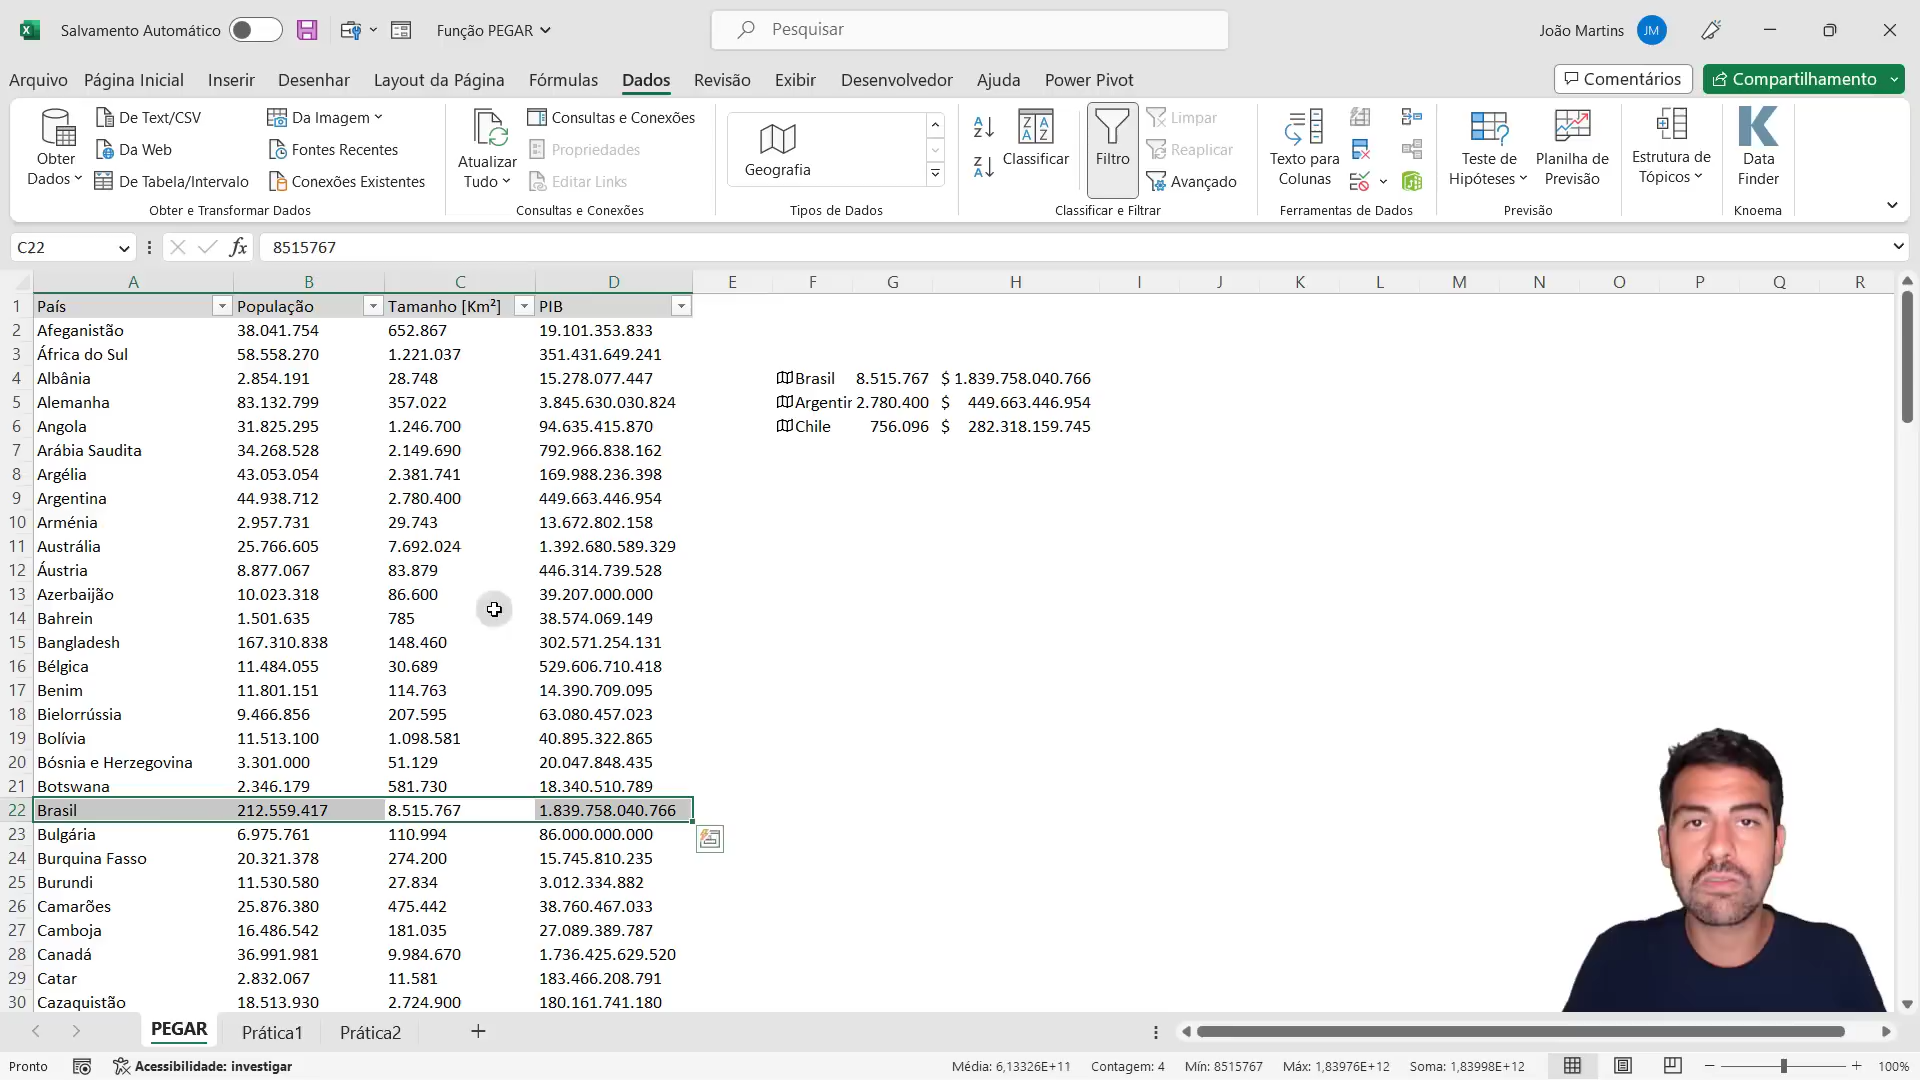 Salvamento Automático
Função PEGAR
Pesquisar
João Martins
JM
Arquivo Página Inicial Inserir Desenhar Layout da Página Fórmulas Dados Revisão Exibir Desenvolvedor Ajuda Power Pivot
Comentários
Compartilhamento
Obter Dados
De Text/CSV
Da Web
De Tabela/Intervalo
Da Imagem
Fontes Recentes
Conexões Existentes
Obter e Transformar Dados
Atualizar Tudo
Consultas e Conexões
Propriedades
Editar Links
Consultas e Conexões
Geografia
Tipos de Dados
Classificar
Filtro
Limpar
Reaplicar
Avançado
Classificar e Filtrar
Texto para Colunas
Ferramentas de Dados
Teste de Hipóteses
Planilha de Previsão
Previsão
Estrutura de Tópicos
Data Finder
Knoema
C22
fx
8515767
A B C D E F G H I J K L M N O P Q R
1 País População Tamanho [Km²] PIB
2 Afeganistão 38.041.754 652.867 19.101.353.833
3 África do Sul 58.558.270 1.221.037 351.431.649.241
4 Albânia 2.854.191 28.748 15.278.077.447 Brasil 8.515.767 $ 1.839.758.040.766
5 Alemanha 83.132.799 357.022 3.845.630.030.824 Argentir 2.780.400 $ 449.663.446.954
6 Angola 31.825.295 1.246.700 94.635.415.870 Chile 756.096 $ 282.318.159.745
7 Arábia Saudita 34.268.528 2.149.690 792.966.838.162
8 Argélia 43.053.054 2.381.741 169.988.236.398
9 Argentina 44.938.712 2.780.400 449.663.446.954
10 Arménia 2.957.731 29.743 13.672.802.158
11 Austrália 25.766.605 7.692.024 1.392.680.589.329
12 Áustria 8.877.067 83.879 446.314.739.528
13 Azerbaijão 10.023.318 86.600 39.207.000.000
14 Bahrein 1.501.635 785 38.574.069.149
15 Bangladesh 167.310.838 148.460 302.571.254.131
16 Bélgica 11.484.055 30.689 529.606.710.418
17 Benim 11.801.151 114.763 14.390.709.095
18 Bielorrússia 9.466.856 207.595 63.080.457.023
19 Bolívia 11.513.100 1.098.581 40.895.322.865
20 Bósnia e Herzegovina 3.301.000 51.129 20.047.848.435
21 Botswana 2.346.179 581.730 18.340.510.789
22 Brasil 212.559.417 8.515.767 1.839.758.040.766
23 Bulgária 6.975.761 110.994 86.000.000.000
24 Burquina Fasso 20.321.378 274.200 15.745.810.235
25 Burundi 11.530.580 27.834 3.012.334.882
26 Camarões 25.876.380 475.442 38.760.467.033
27 Camboja 16.486.542 181.035 27.089.389.787
28 Canadá 36.991.981 9.984.670 1.736.425.629.520
29 Catar 2.832.067 11.581 183.466.208.791
30 Cazaquistão 18.513.930 2.724.900 180.161.741.180
PEGAR Prática1 Prática2
Pronto
Acessibilidade: investigar
Média: 6,13326E+11 Contagem: 4 Mín: 8515767 Máx: 1,83976E+12 Soma: 1,83998E+12
100%